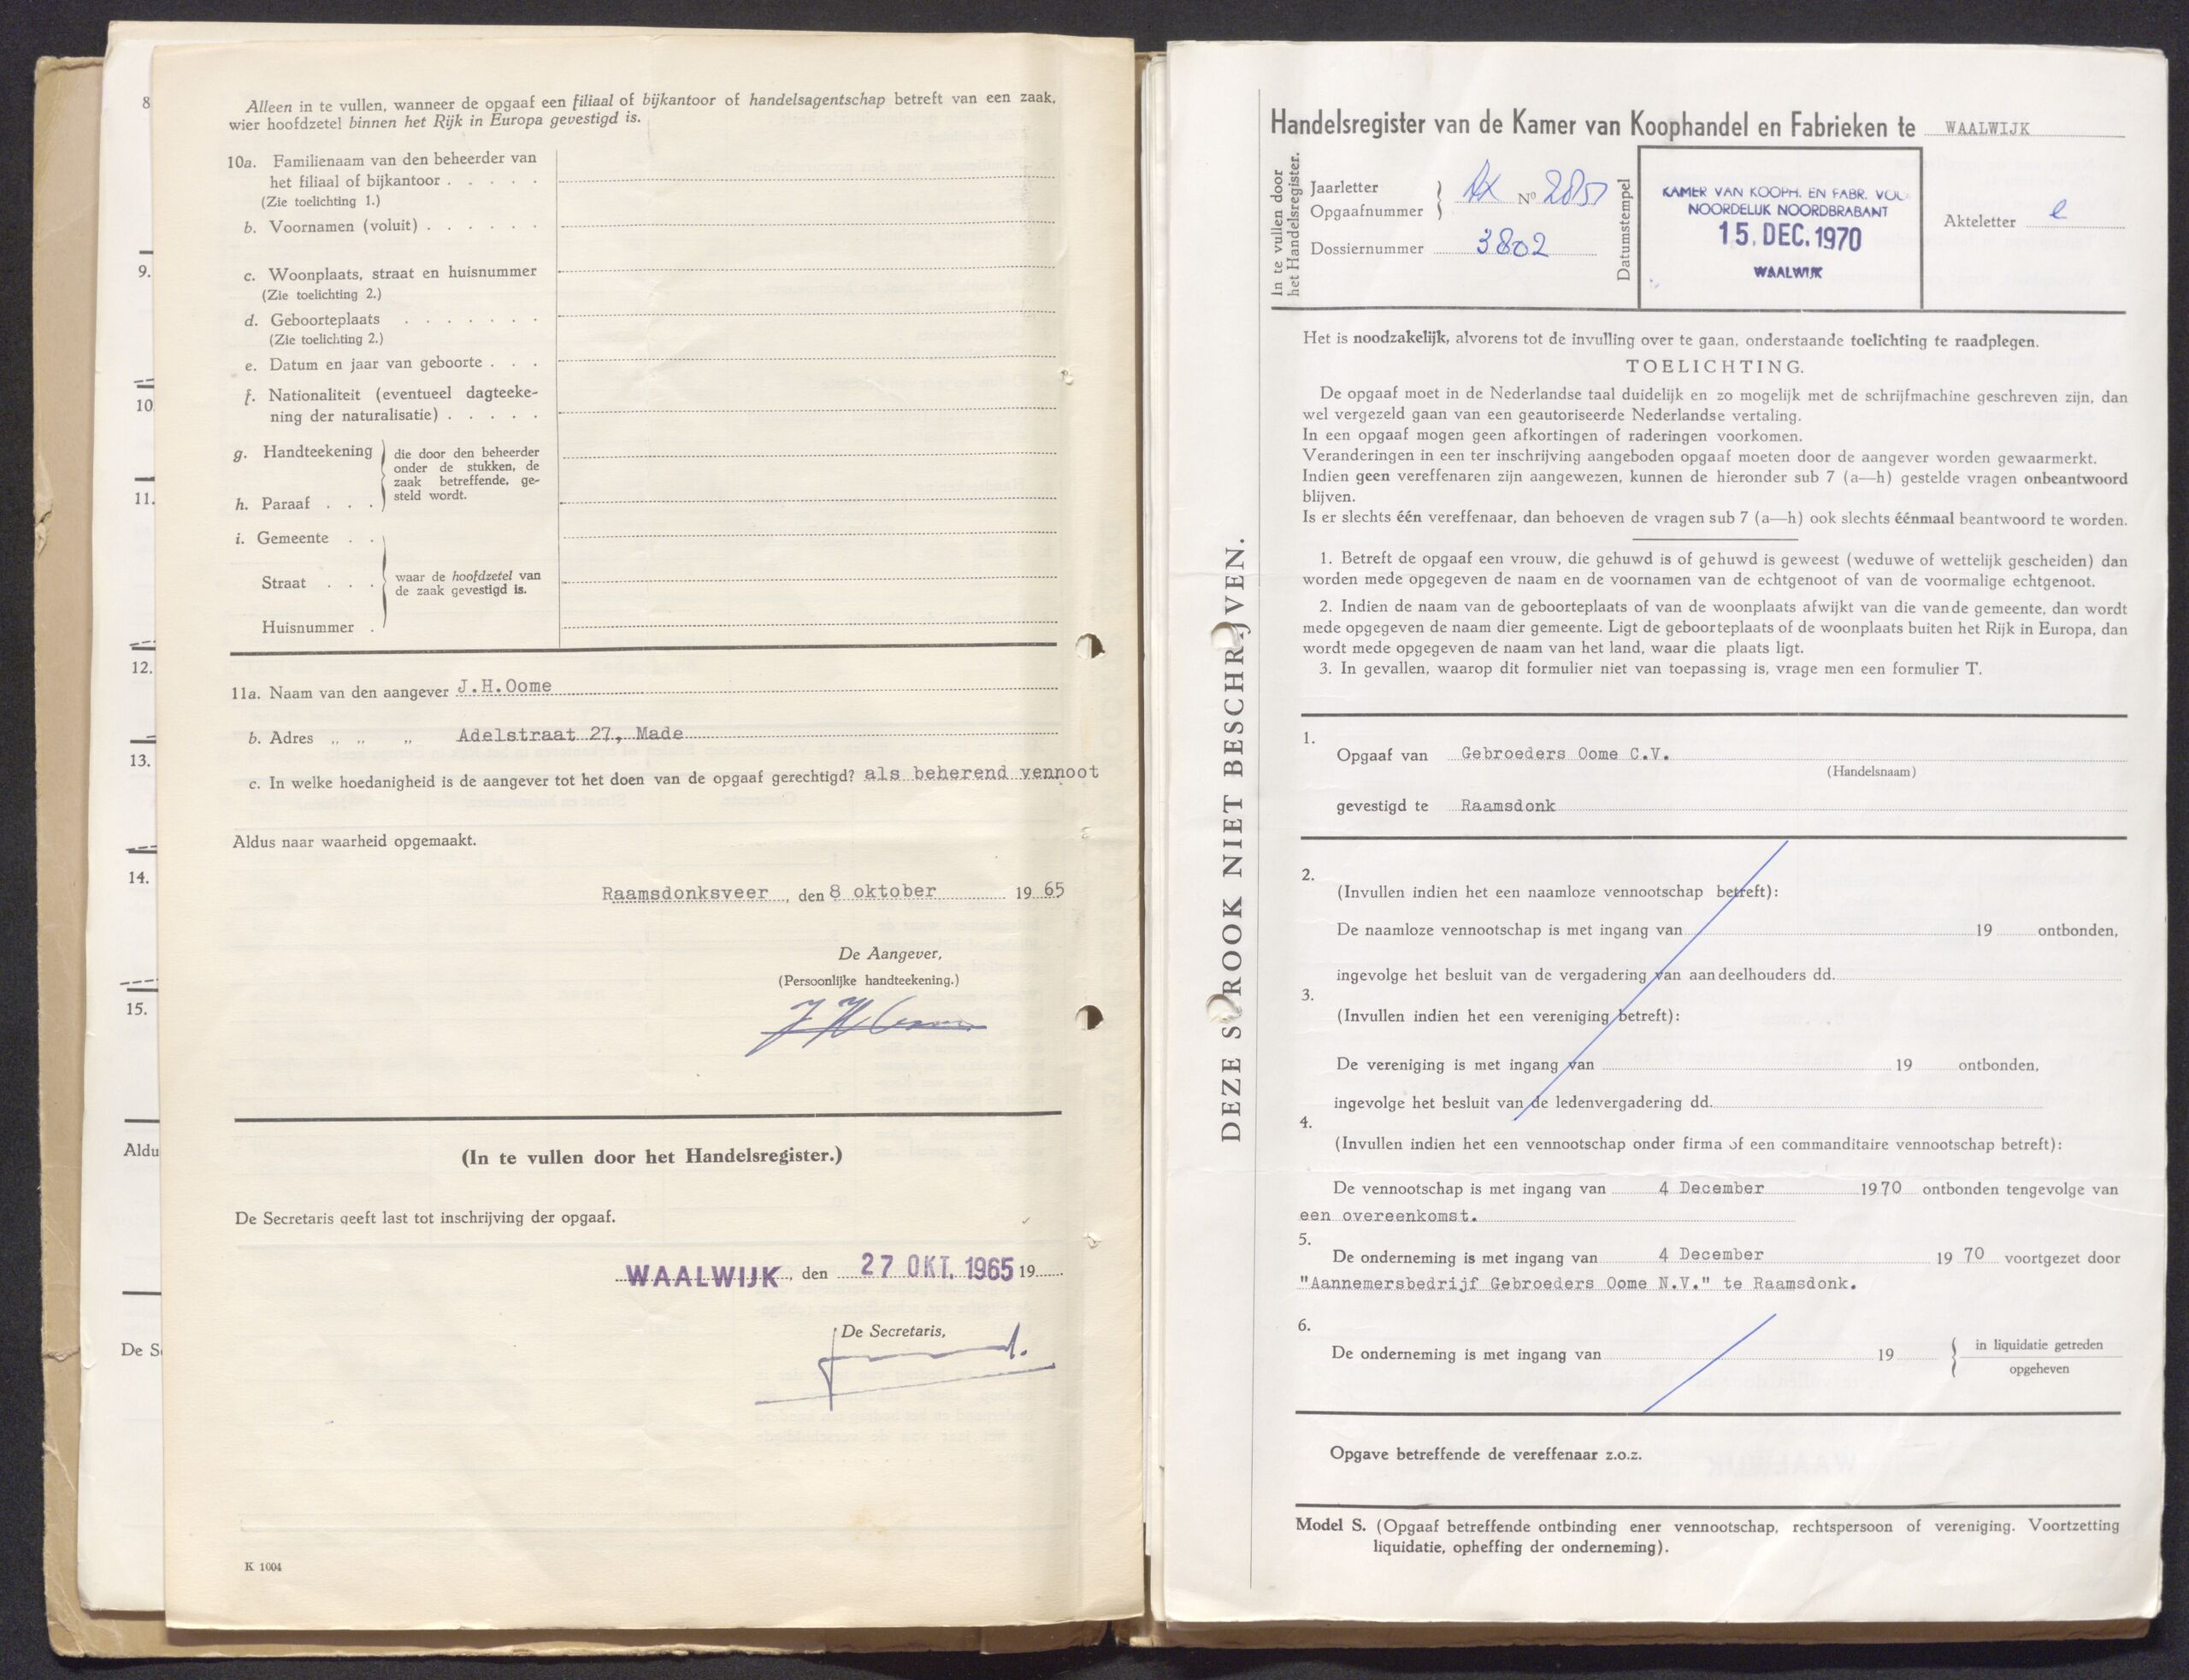 8
9.
10
11.
12.
13.
14.
15.
Aldu
De S
Alleen in te vullen, wanneer de opgaaf een filiaal of bijkantoor of handelsagentschap betreft van een zaak,
wier hoofdzetel binnen het Rijk in Europa gevestigd is.
10a. Familienaam van den beheerder van
het filiaal of bijkantoor . . . . .
(Zie toelichting 1.)
b. Voornamen (voluit) . . . . . .
c. Woonplaats, straat en huisnummer
(Zie toelichting 2.)
d. Geboorteplaats . . . . . . .
(Zie toelichting 2.)
e. Datum en jaar van geboorte . . .
f. Nationaliteit (eventueel dagteeke-
ning der naturalisatie) . . . . .
g. Handteekening
die door den beheerder
onder de stukken, de
zaak betreffende, ge-
steld wordt.
h. Paraaf . . .
i. Gemeente . .
Straat . . .
waar de hoofdzetel van
de zaak gevestigd is.
Huisnummer .
11a. Naam van den aangever J.H.Oome
b. Adres „ „ „ Adelstraat 27, Made
c. In welke hoedanigheid is de aangever tot het doen van de opgaaf gerechtigd? als beherend vennoot
Aldus naar waarheid opgemaakt.
Raamsdonksveer, den 8 oktober 1965
De Aangever,
(Persoonlijke handteekening.)
(In te vullen door het Handelsregister.)
De Secretaris geeft last tot inschrijving der opgaaf.
WAALWIJK, den 27 OKT. 1965 19
De Secretaris,
K 1004
DEZE S ROOK NIET BESCHR JVEN.
Handelsregister van de Kamer van Koophandel en Fabrieken te WAALWIJK
In te vullen door
het Handelsregister.
Jaarletter
Opgaafnummer
Nº
Dossiernummer 3802
Datumstempel
KAMER VAN KOOPH. EN FABR. VOO
NOORDELIJK NOORDBRABANT
15. DEC. 1970
WAALWIJK
Akteletter e
Het is noodzakelijk, alvorens tot de invulling over te gaan, onderstaande toelichting te raadplegen.
TOELICHTING.
De opgaaf moet in de Nederlandse taal duidelijk en zo mogelijk met de schrijfmachine geschreven zijn, dan
wel vergezeld gaan van een geautoriseerde Nederlandse vertaling.
In een opgaaf mogen geen afkortingen of raderingen voorkomen.
Veranderingen in een ter inschrijving aangeboden opgaaf moeten door de aangever worden gewaarmerkt.
Indien geen vereffenaren zijn aangewezen, kunnen de hieronder sub 7 (a—h) gestelde vragen onbeantwoord
blijven.
Is er slechts één vereffenaar, dan behoeven de vragen sub 7 (a—h) ook slechts éénmaal beantwoord te worden.
1. Betreft de opgaaf een vrouw, die gehuwd is of gehuwd is geweest (weduwe of wettelijk gescheiden) dan
worden mede opgegeven de naam en de voornamen van de echtgenoot of van de voormalige echtgenoot.
2. Indien de naam van de geboorteplaats of van de woonplaats afwijkt van die van de gemeente, dan wordt
mede opgegeven de naam dier gemeente. Ligt de geboorteplaats of de woonplaats buiten het Rijk in Europa, dan
wordt mede opgegeven de naam van het land, waar die plaats ligt.
3. In gevallen, waarop dit formulier niet van toepassing is, vrage men een formulier T.
1.
Opgaaf van Gebroeders Oome C.V.
(Handelsnaam)
gevestigd te Raamsdonk
2.
(Invullen indien het een naamloze vennootschap betreft):
De naamloze vennootschap is met ingang van 19 ontbonden,
ingevolge het besluit van de vergadering van aandeelhouders dd.
3.
(Invullen indien het een vereniging betreft):
De vereniging is met ingang van 19 ontbonden,
ingevolge het besluit van de ledenvergadering dd.
4.
(Invullen indien het een vennootschap onder firma of een commanditaire vennootschap betreft):
De vennootschap is met ingang van 4 December 1970 ontbonden tengevolge van
een overeenkomst.
5.
De onderneming is met ingang van 4 December 1970 voortgezet door
"Aannemersbedrijf Gebroeders Oome N.V." te Raamsdonk.
6.
De onderneming is met ingang van 19
in liquidatie getreden
opgeheven
Opgave betreffende de vereffenaar z.o.z.
Model S. (Opgaaf betreffende ontbinding ener vennootschap, rechtspersoon of vereniging. Voortzetting
liquidatie, opheffing der onderneming).